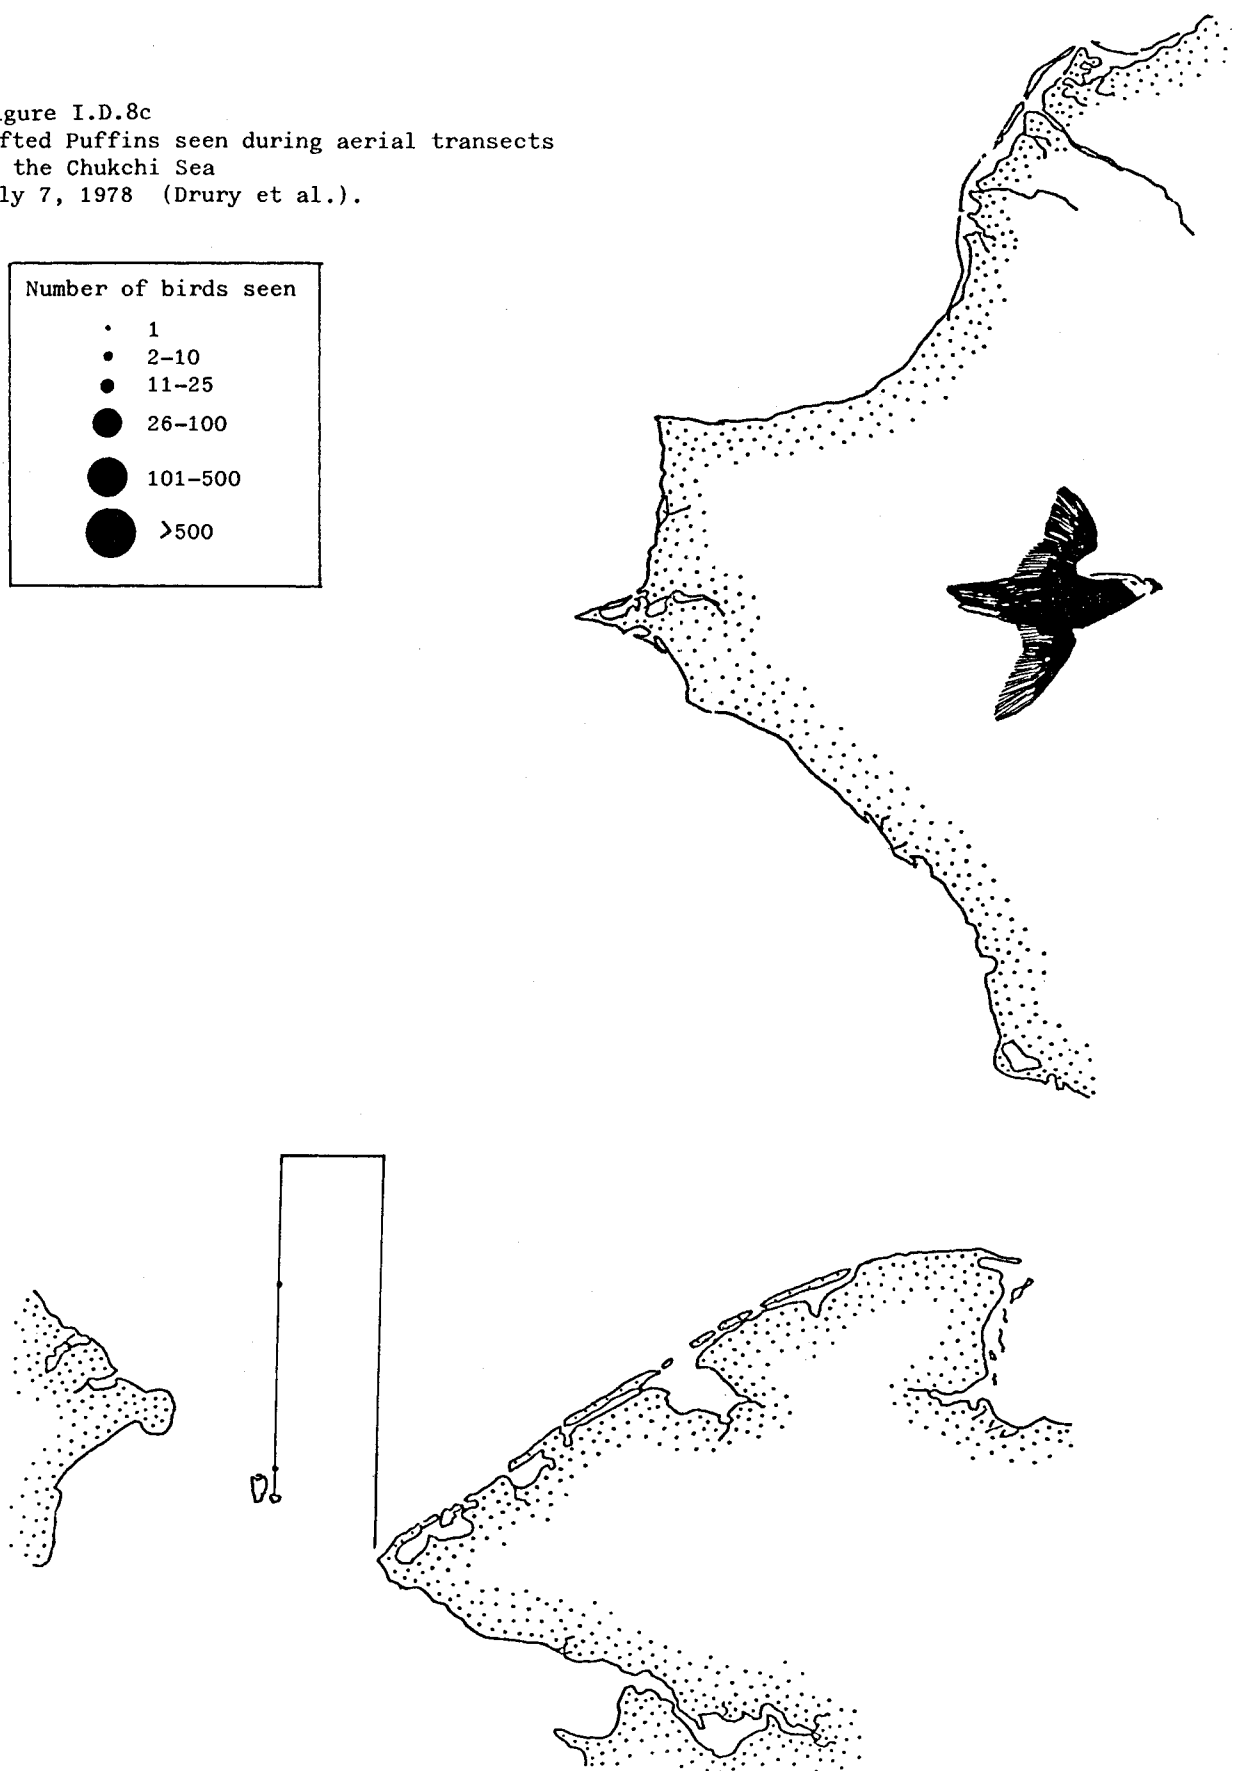 gure I.D.8c
fted Puffins seen during aerial transects
the Chukchi Sea
ly 7, 1978 (Drury et al.).
Number of birds seen
1
2–10
11–25
26–100
101–500
>500